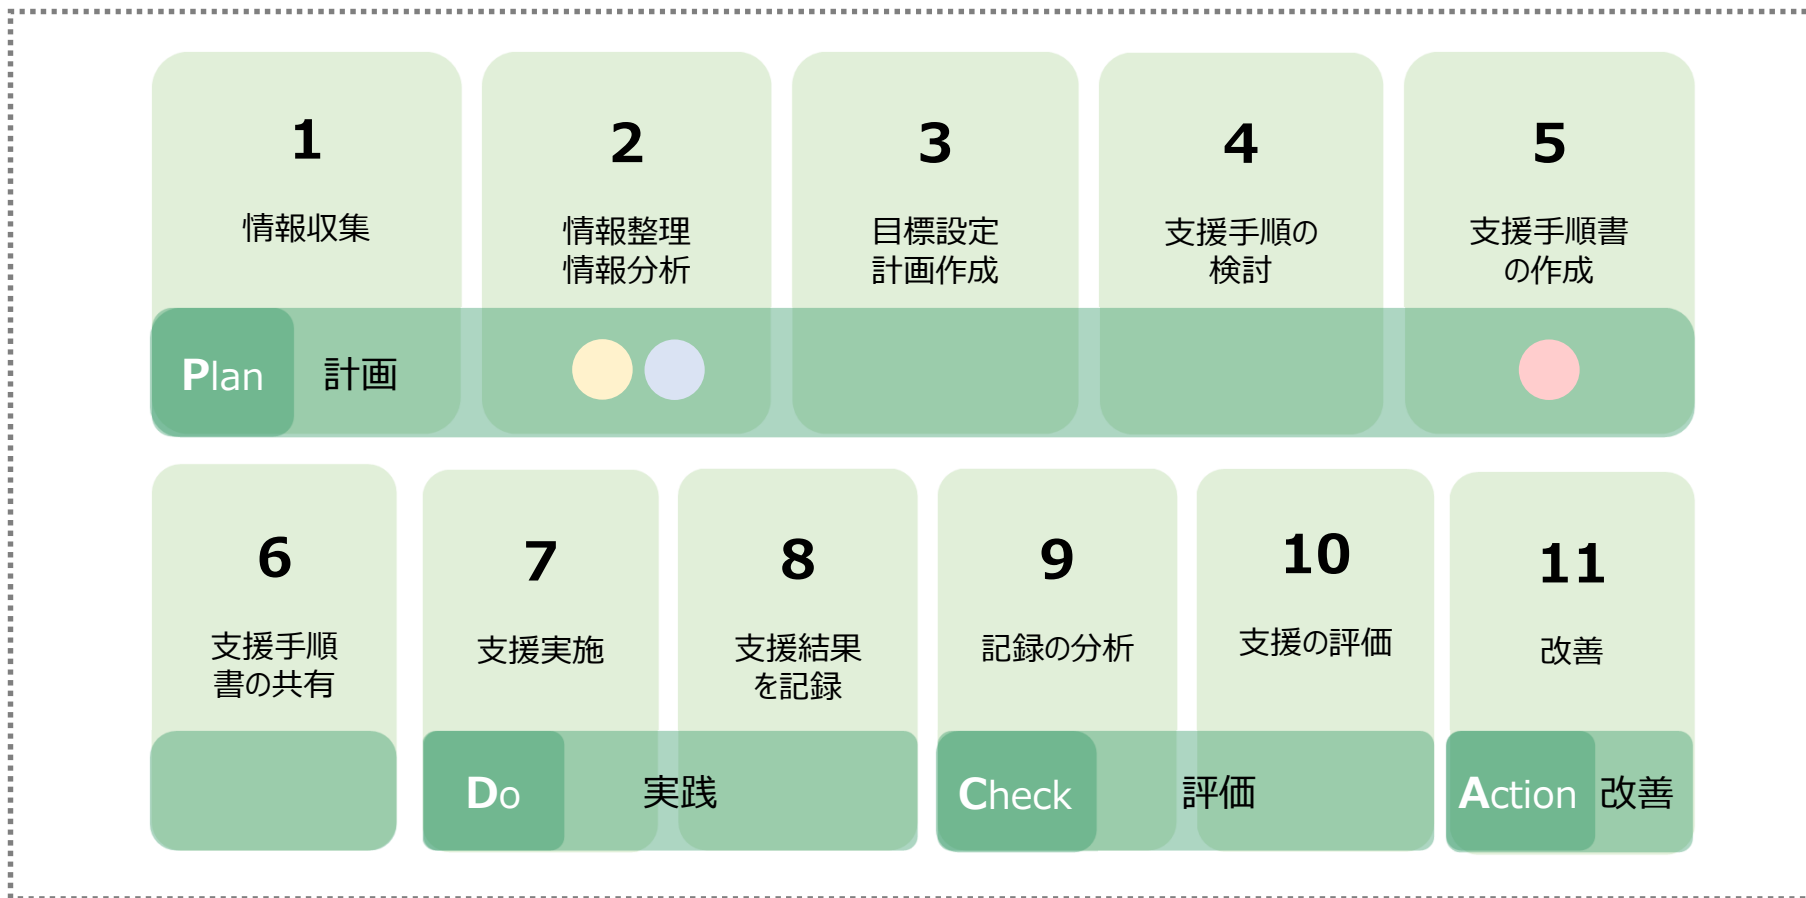 1
情報収集
2
情報整理
情報分析
3
目標設定
計画作成
4
支援手順の
検討
5
支援手順書
の作成
Plan 計画
6
支援手順
書の共有
7
支援実施
8
支援結果
を記録
9
記録の分析
10
支援の評価
11
改善
Do 実践
Check 評価
Action 改善